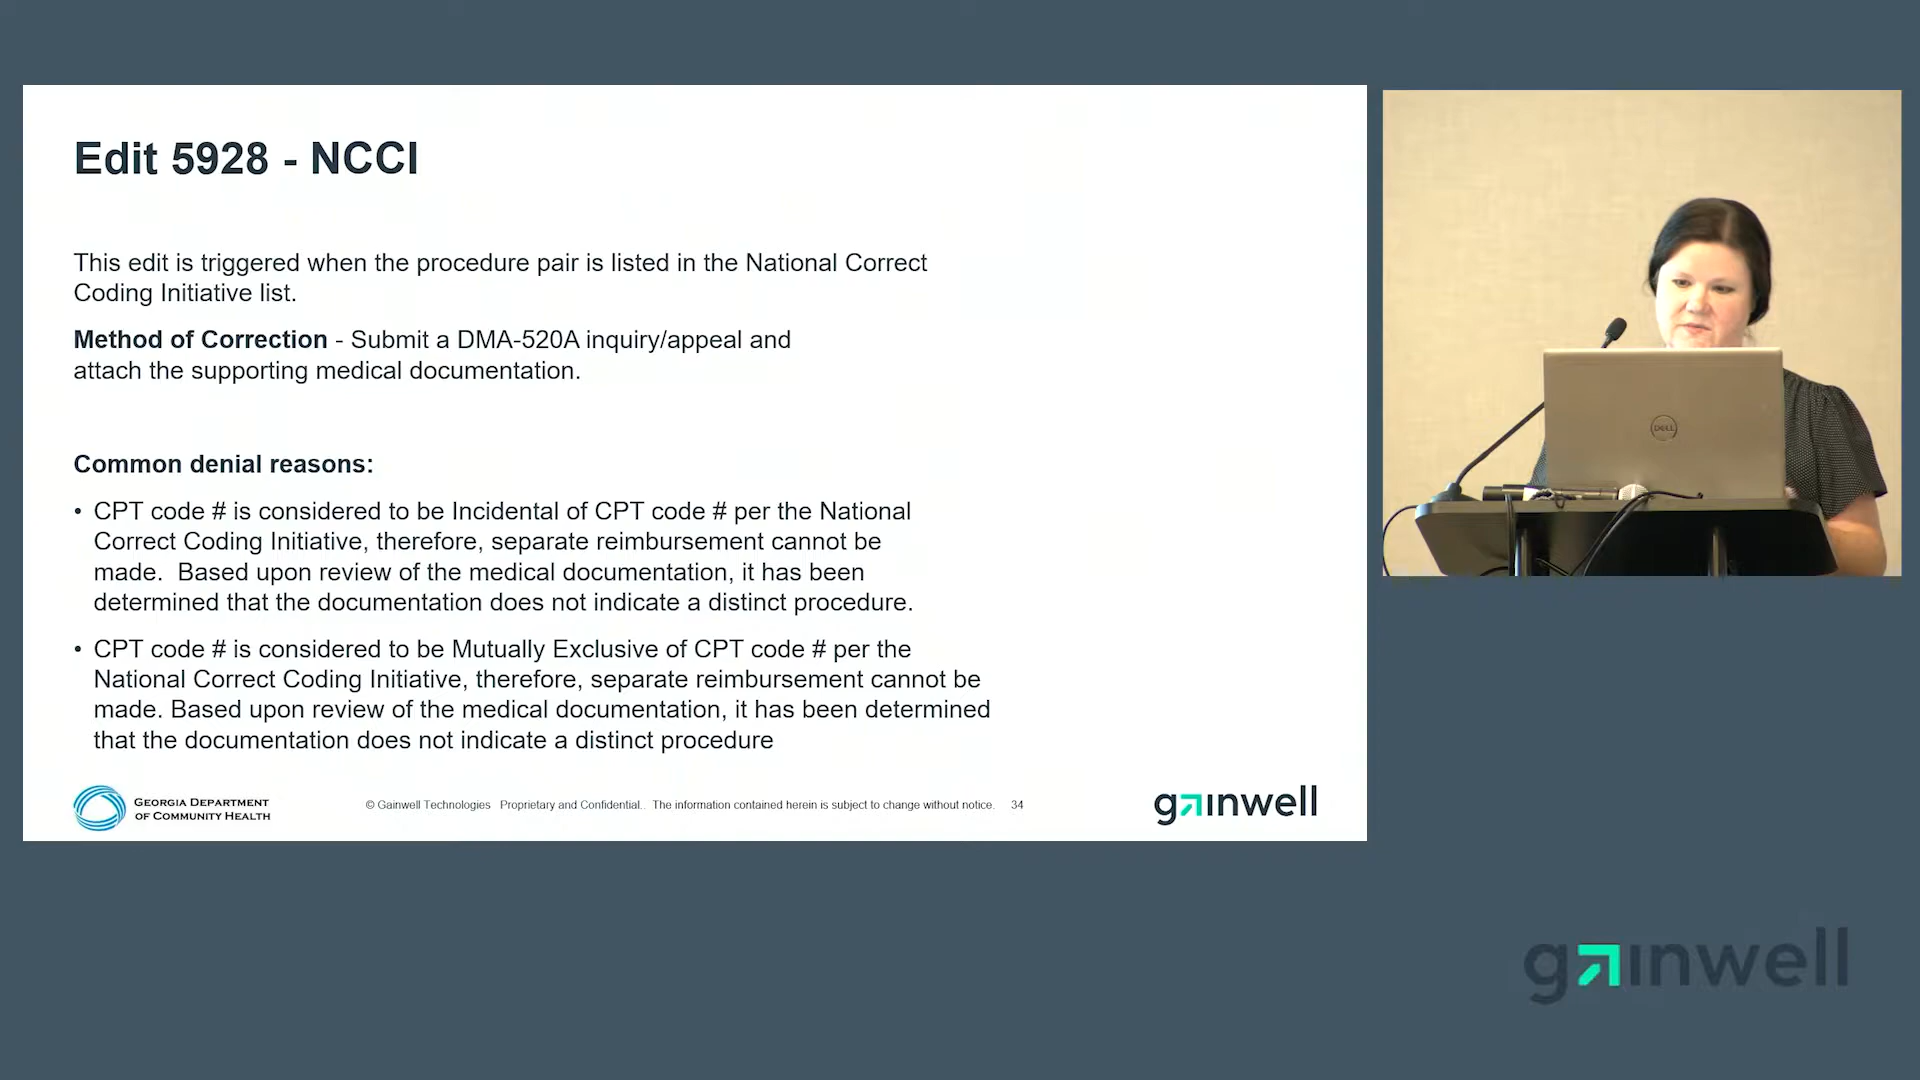 Edit 5928 - NCCI
This edit is triggered when the procedure pair is listed in the National Correct
Coding Initiative list.
Method of Correction - Submit a DMA-520A inquiry/appeal and
attach the supporting medical documentation.
Common denial reasons:
• CPT code # is considered to be Incidental of CPT code # per the National
Correct Coding Initiative, therefore, separate reimbursement cannot be
made.  Based upon review of the medical documentation, it has been
determined that the documentation does not indicate a distinct procedure.
• CPT code # is considered to be Mutually Exclusive of CPT code # per the
National Correct Coding Initiative, therefore, separate reimbursement cannot be
made. Based upon review of the medical documentation, it has been determined
that the documentation does not indicate a distinct procedure
GEORGIA DEPARTMENT
OF COMMUNITY HEALTH
© Gainwell Technologies   Proprietary and Confidential..   The information contained herein is subject to change without notice.   34
gainwell
DELL
gainwell